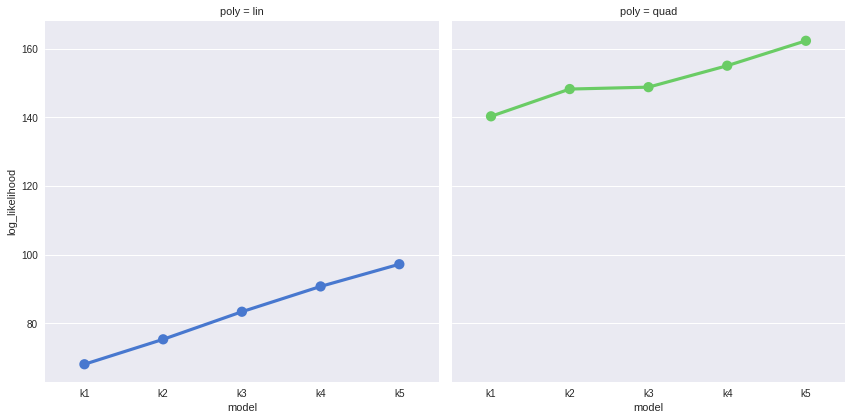 poly = lin
poly = quad
log_likelihood
160
140
120
100
80
k1 k2 k3 k4 k5
k1 k2 k3 k4 k5
model
model